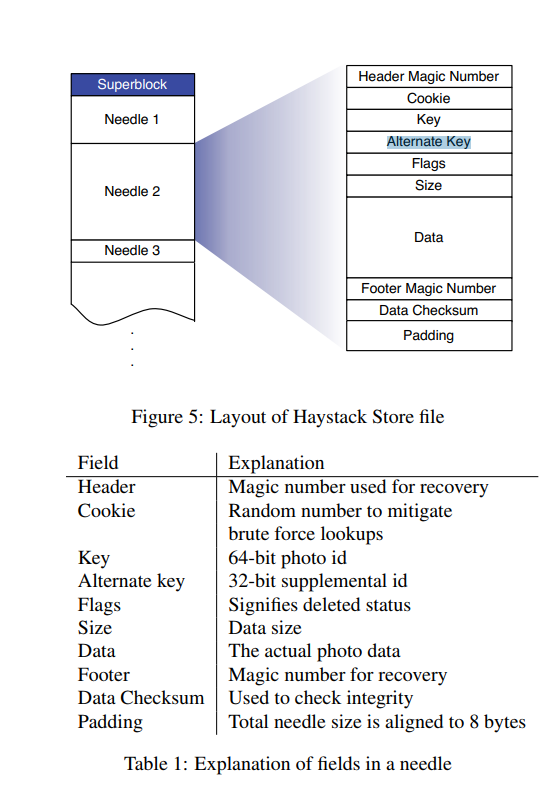 Superblock
Needle 1
Needle 2
Needle 3
.
.
.
Header Magic Number
Cookie
Key
Alternate Key
Flags
Size
Data
Footer Magic Number
Data Checksum
Padding
Figure 5: Layout of Haystack Store file
Field Explanation
Header Magic number used for recovery
Cookie Random number to mitigate
brute force lookups
Key 64-bit photo id
Alternate key 32-bit supplemental id
Flags Signifies deleted status
Size Data size
Data The actual photo data
Footer Magic number for recovery
Data Checksum Used to check integrity
Padding Total needle size is aligned to 8 bytes
Table 1: Explanation of fields in a needle